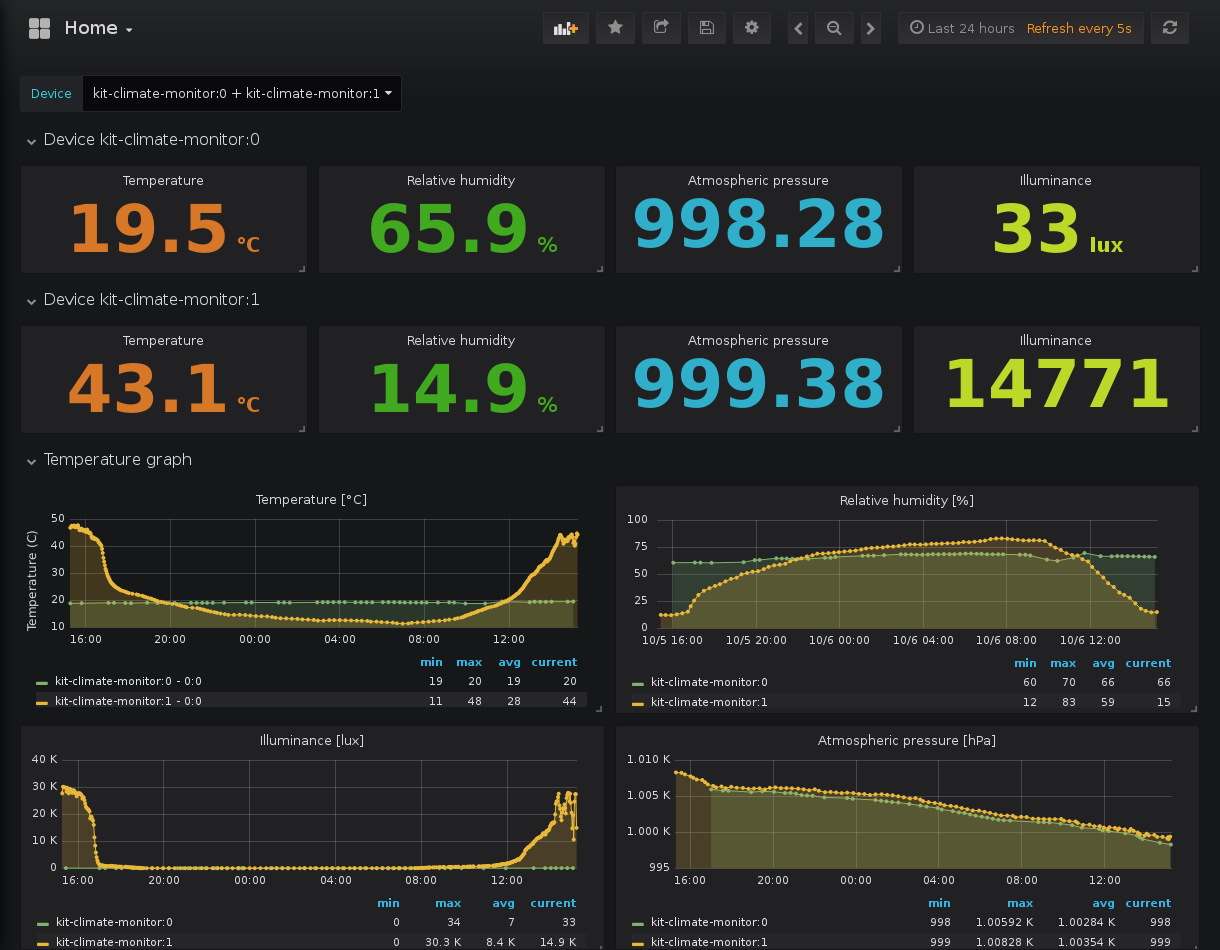 Home
Last 24 hours Refresh every 5s
Device kit-climate-monitor:0 + kit-climate-monitor:1
Device kit-climate-monitor:0
Temperature Relative humidity Atmospheric pressure Illuminance
19.5 °C 65.9 % 998.28 33 lux
Device kit-climate-monitor:1
Temperature Relative humidity Atmospheric pressure Illuminance
43.1 °C 14.9 % 999.38 14771
Temperature graph
Temperature [°C]
Temperature (C)
50
40
30
20
10
16:00 20:00 00:00 04:00 08:00 12:00
min max avg current
kit-climate-monitor:0 - 0:0 19 20 19 20
kit-climate-monitor:1 - 0:0 11 48 28 44
Relative humidity [%]
100
75
50
25
0
10/5 16:00 10/5 20:00 10/6 00:00 10/6 04:00 10/6 08:00 10/6 12:00
min max avg current
kit-climate-monitor:0 60 70 66 66
kit-climate-monitor:1 12 83 59 15
Illuminance [lux]
40 K
30 K
20 K
10 K
0
16:00 20:00 00:00 04:00 08:00 12:00
min max avg current
kit-climate-monitor:0 0 34 7 33
kit-climate-monitor:1 0 30.3 K 8.4 K 14.9 K
Atmospheric pressure [hPa]
1.010 K
1.005 K
1.000 K
995
16:00 20:00 00:00 04:00 08:00 12:00
min max avg current
kit-climate-monitor:0 998 1.00592 K 1.00284 K 998
kit-climate-monitor:1 999 1.00828 K 1.00354 K 999